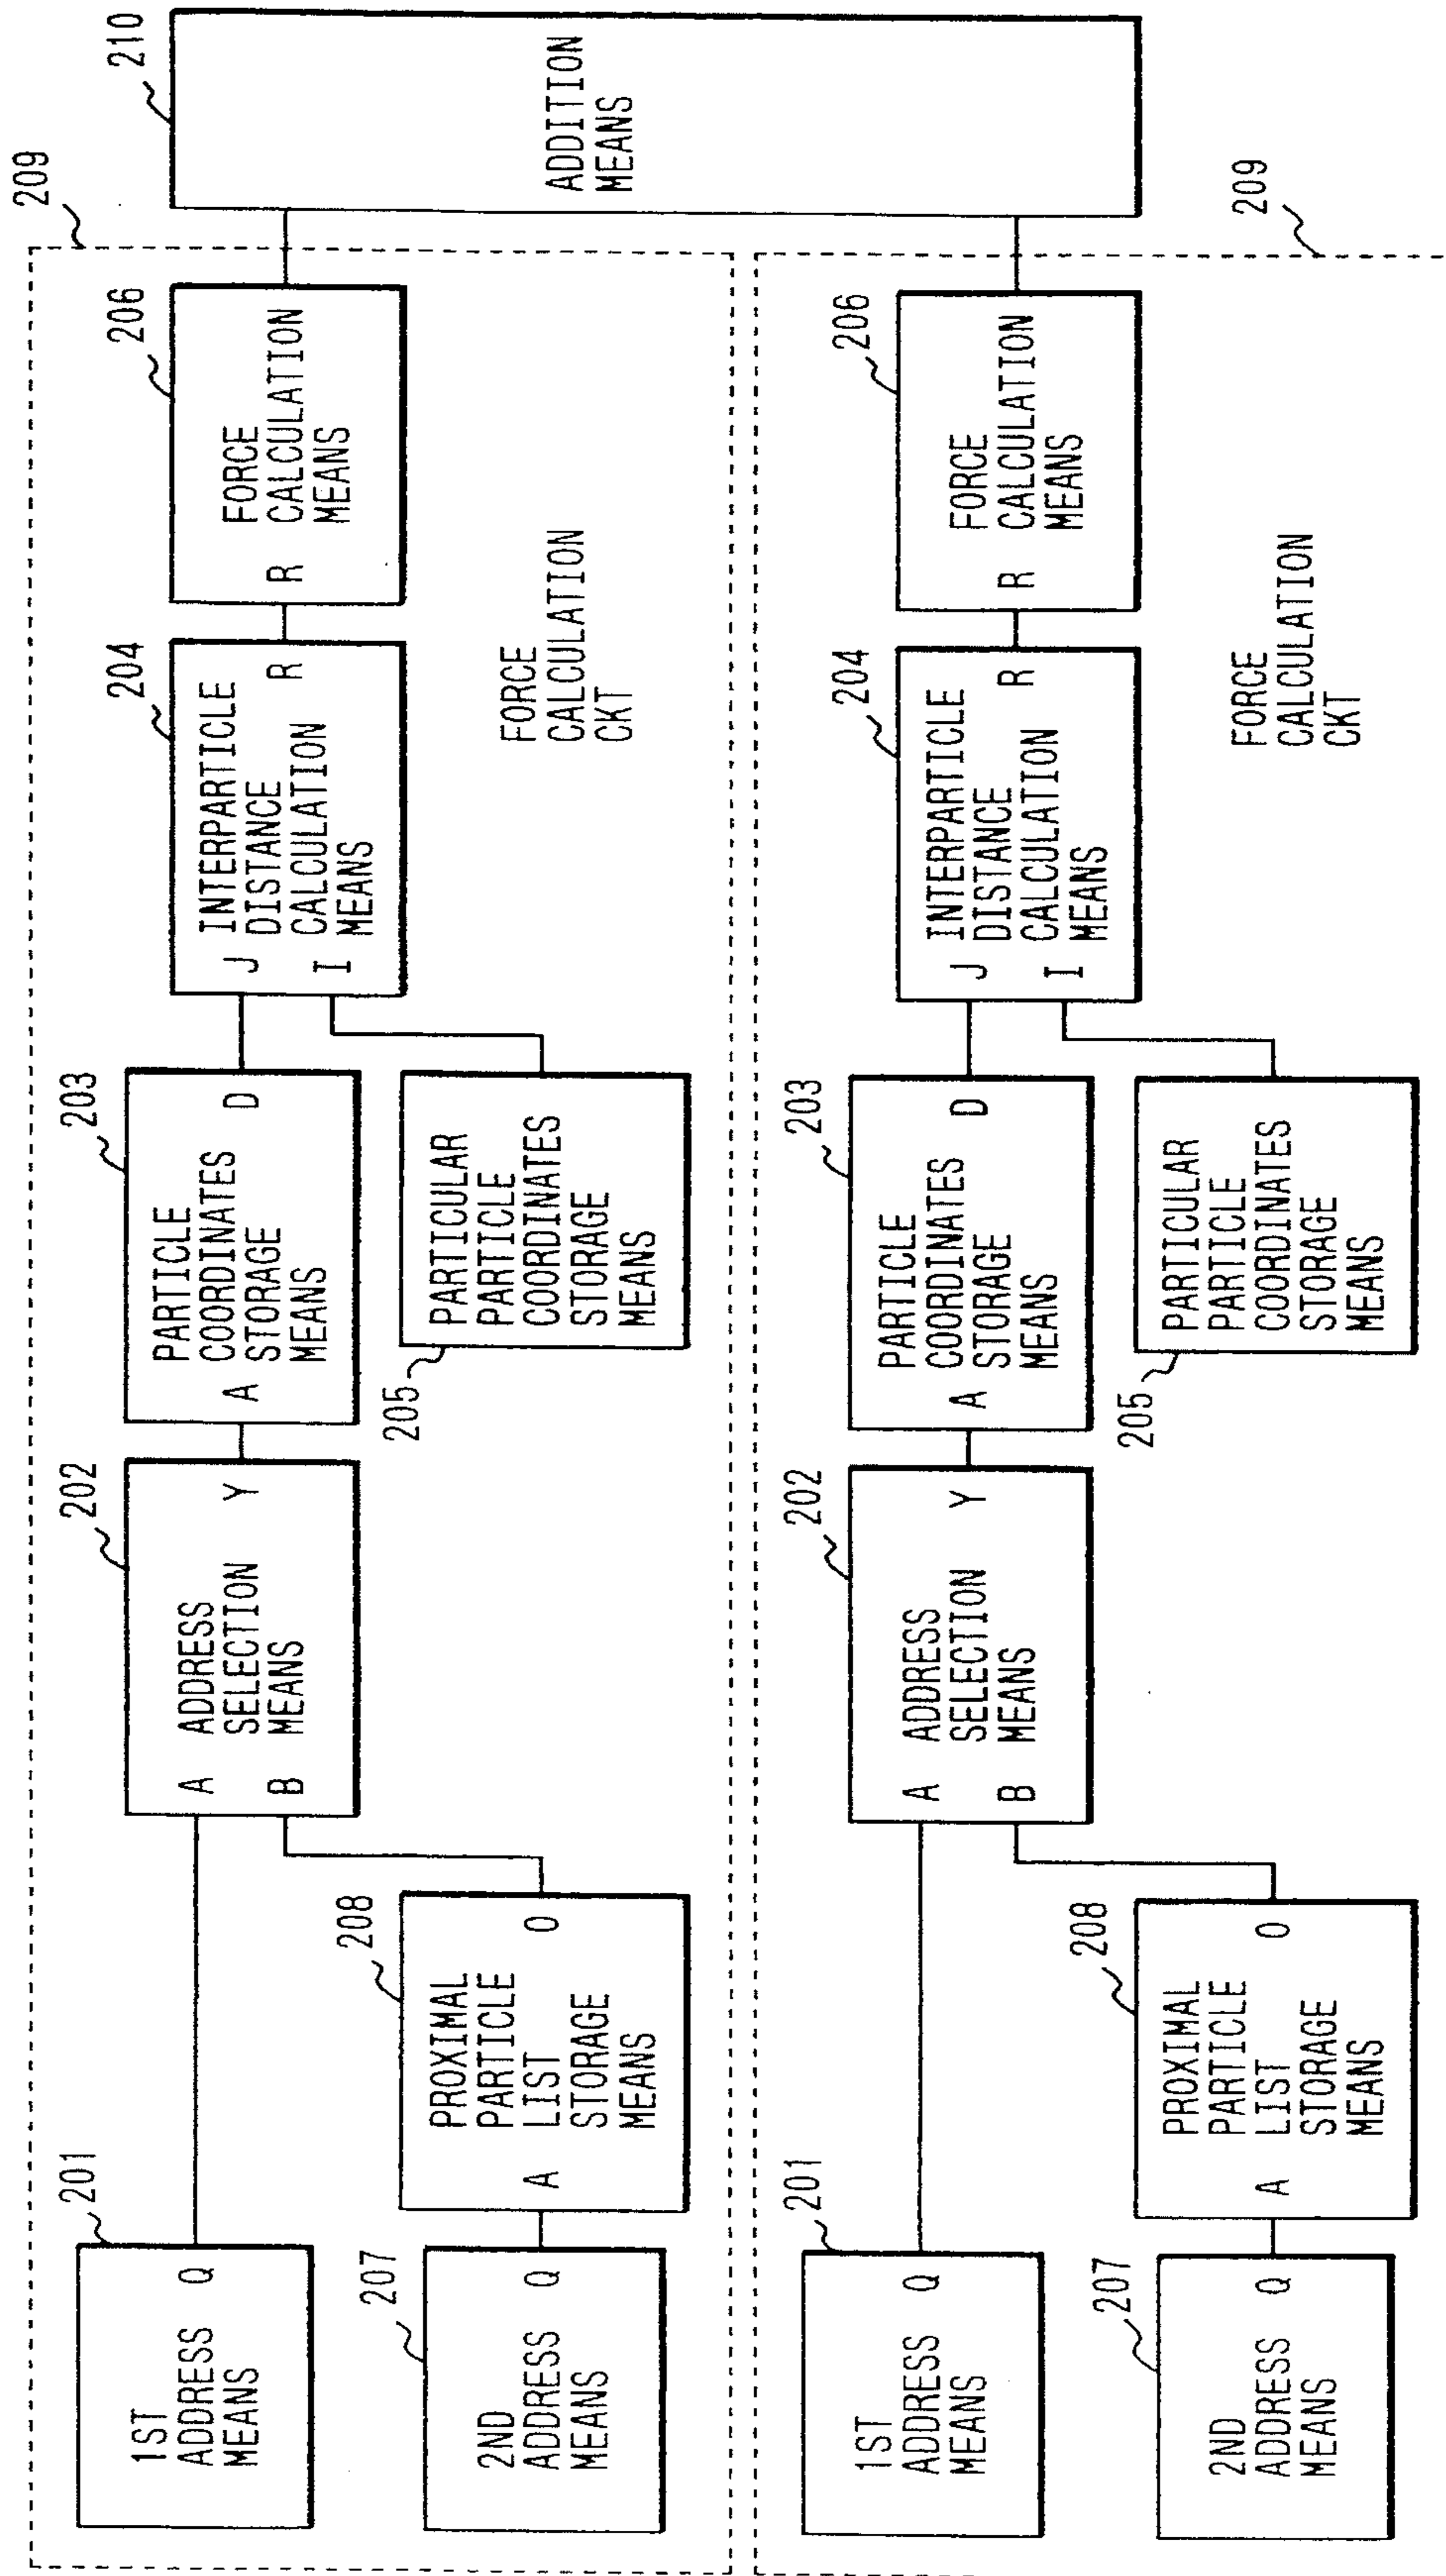 201
1ST
ADDRESS Q
MEANS
207
2ND
ADDRESS Q
MEANS
208
PROXIMAL
PARTICLE
LIST
STORAGE
MEANS
A
O
202
A ADDRESS
SELECTION Y
B MEANS
203
PARTICLE
COORDINATES D
STORAGE
A MEANS
205
PARTICULAR
PARTICLE
COORDINATES
STORAGE
MEANS
204
INTERPARTICLE
J DISTANCE
CALCULATION R
I MEANS
206
FORCE
R CALCULATION
MEANS
FORCE
CALCULATION
CKT
209
210
ADDITION
MEANS
201
1ST
ADDRESS Q
MEANS
207
2ND
ADDRESS Q
MEANS
208
PROXIMAL
PARTICLE
LIST
STORAGE
MEANS
A
O
202
A ADDRESS
SELECTION Y
B MEANS
203
PARTICLE
COORDINATES D
STORAGE
A MEANS
205
PARTICULAR
PARTICLE
COORDINATES
STORAGE
MEANS
204
INTERPARTICLE
J DISTANCE
CALCULATION R
I MEANS
206
FORCE
R CALCULATION
MEANS
FORCE
CALCULATION
CKT
209